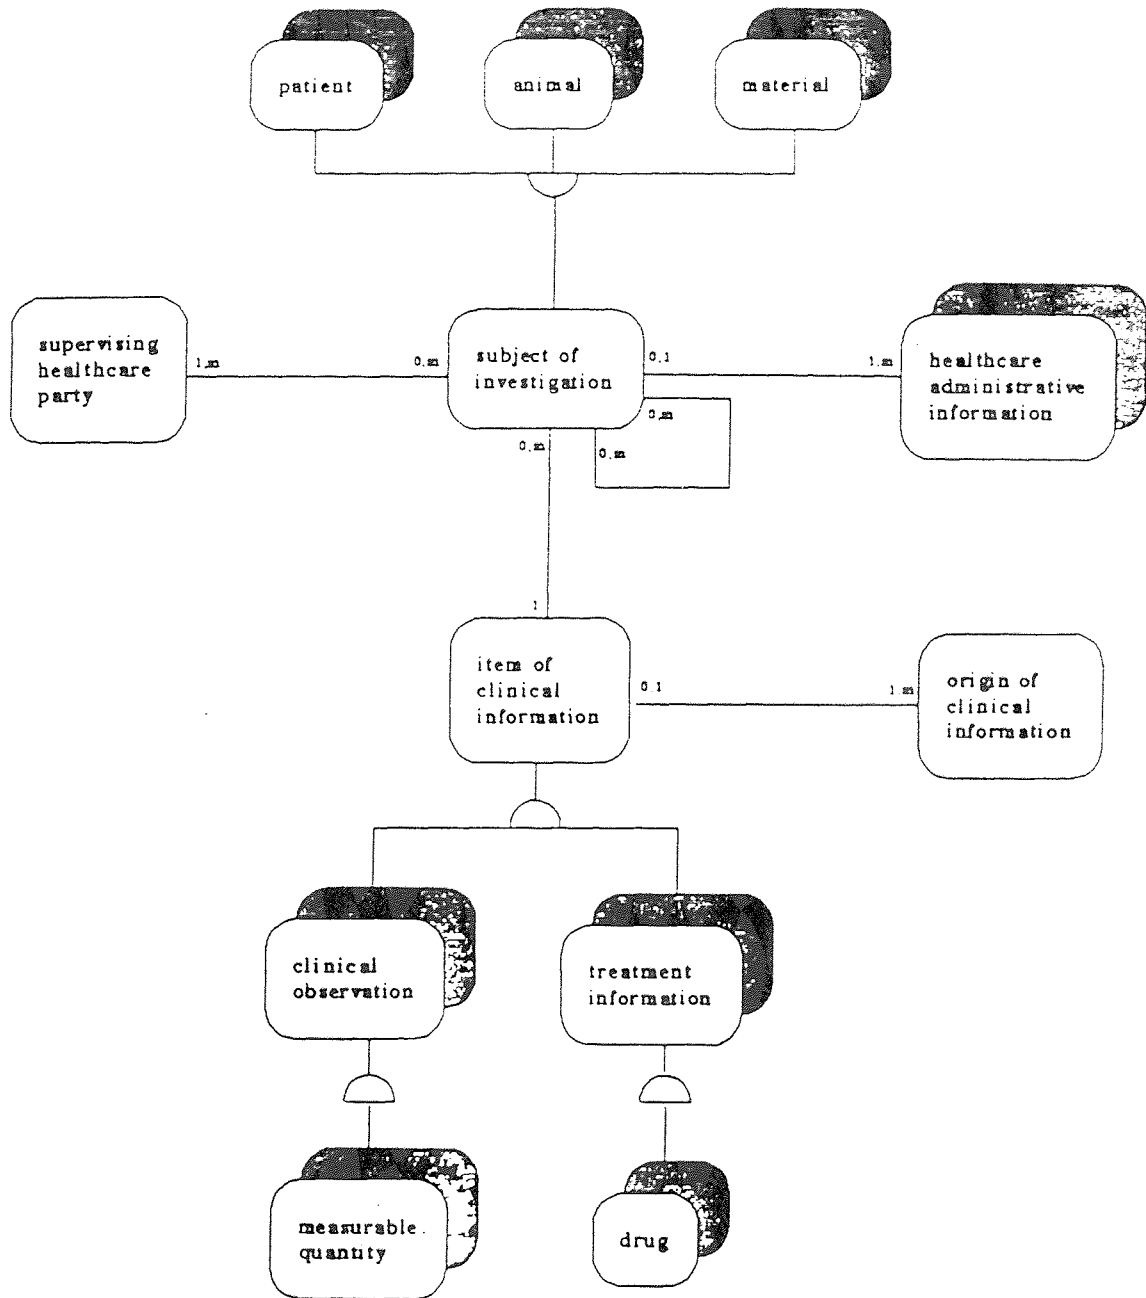 patient
animal
material
supervising
healthcare
party
1,m
0,m
subject of
investigation
0,1
1,m
healthcare
administrative
information
0,m
0,m
0,m
1
item of
clinical
information
0,1
1,m
origin of
clinical
information
clinical
observation
treatment
information
measurable
quantity
drug